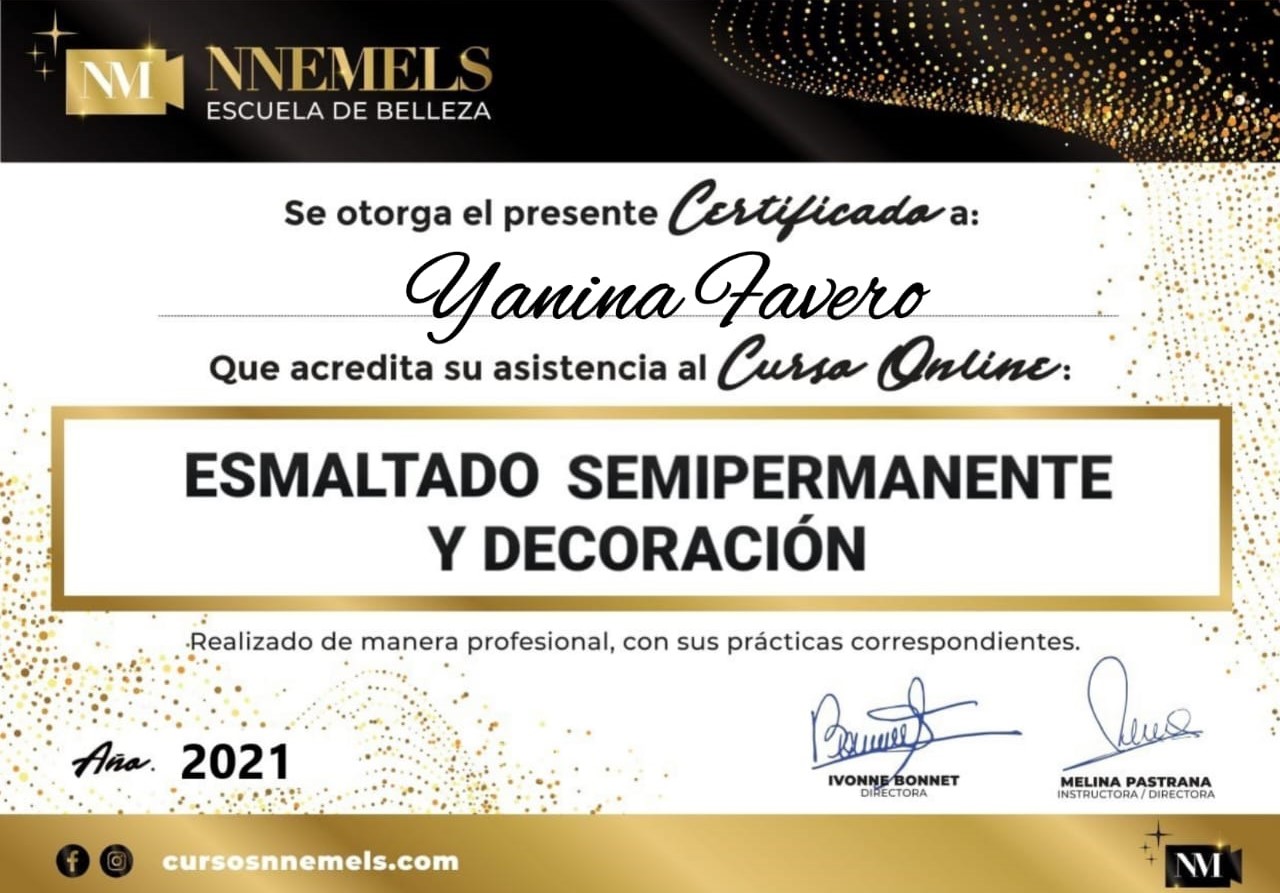 NM NNEMELS
ESCUELA DE BELLEZA
Se otorga el presente Certificado a:
Yanina Favero
Que acredita su asistencia al Curso Online:
ESMALTADO SEMIPERMANENTE
Y DECORACIÓN
Realizado de manera profesional, con sus prácticas correspondientes.
Año. 2021
IVONNE BONNET
DIRECTORA
MELINA PASTRANA
INSTRUCTORA / DIRECTORA
cursosnnemels.com
NM